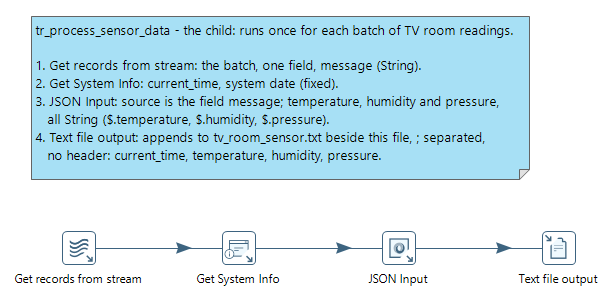 tr_process_sensor_data - the child: runs once for each batch of TV room readings.
1. Get records from stream: the batch, one field, message (String).
2. Get System Info: current_time, system date (fixed).
3. JSON Input: source is the field message; temperature, humidity and pressure,
all String ($.temperature, $.humidity, $.pressure).
4. Text file output: appends to tv_room_sensor.txt beside this file, ; separated,
no header: current_time, temperature, humidity, pressure.
Get records from stream
Get System Info
JSON Input
Text file output